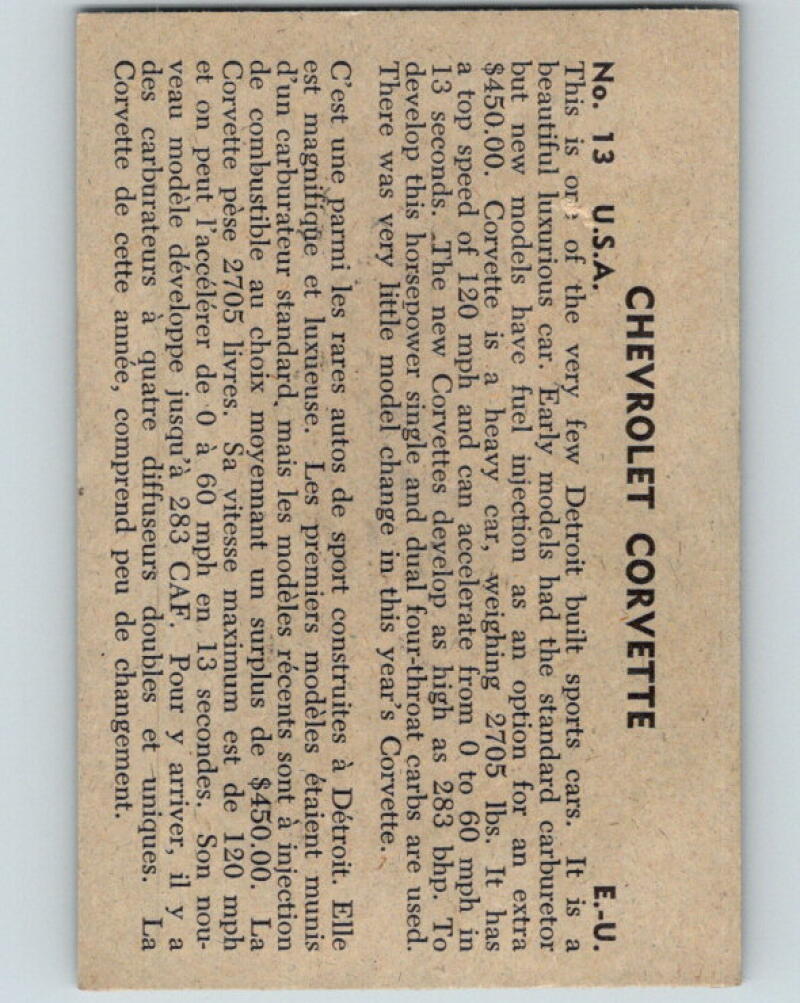 CHEVROLET CORVETTE
No. 13 U.S.A. E.-U.
This is one of the very few Detroit built sports cars. It is a
beautiful luxurious car. Early models had the standard carburetor
but new models have fuel injection as an option for an extra
$450.00. Corvette is a heavy car, weighing 2705 lbs. It has
a top speed of 120 mph and can accelerate from 0 to 60 mph in
13 seconds. The new Corvettes develop as high as 283 bhp. To
develop this horsepower single and dual four-throat carbs are used.
There was very little model change in this year's Corvette.
C'est une parmi les rares autos de sport construites à Détroit. Elle
est magnifique et luxueuse. Les premiers modèles étaient munis
d'un carburateur standard, mais les modèles récents sont à injection
de combustible au choix moyennant un surplus de $450.00. La
Corvette pèse 2705 livres. Sa vitesse maximum est de 120 mph
et on peut l'accélérer de 0 à 60 mph en 13 secondes. Son nou-
veau modèle développe jusqu'à 283 CAF. Pour y arriver, il y a
des carburateurs à quatre diffuseurs doubles et uniques. La
Corvette de cette année, comprend peu de changement.